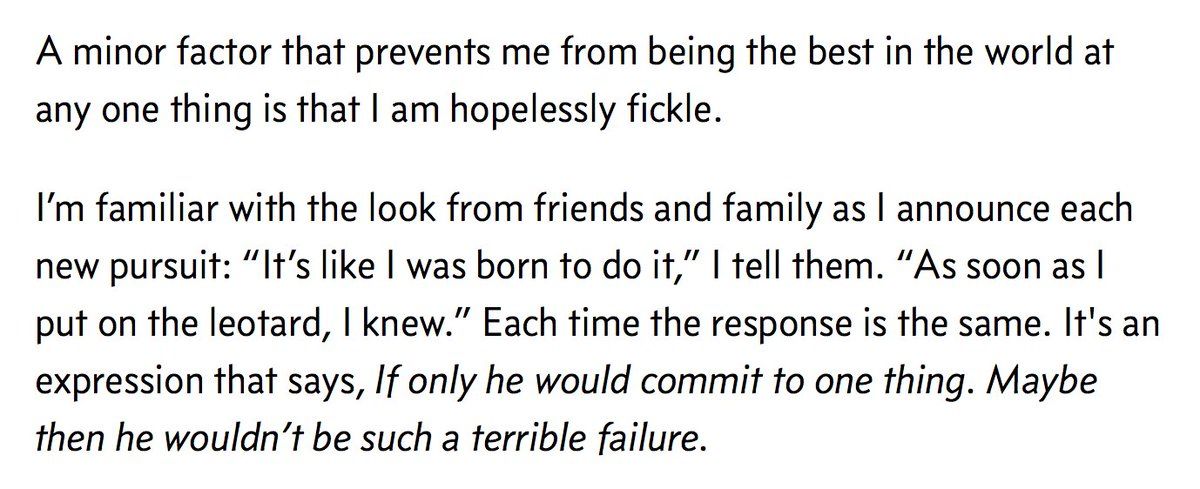 A minor factor that prevents me from being the best in the world at
any one thing is that I am hopelessly fickle.
I’m familiar with the look from friends and family as I announce each
new pursuit: “It’s like I was born to do it,” I tell them. “As soon as I
put on the leotard, I knew.” Each time the response is the same. It's an
expression that says, If only he would commit to one thing. Maybe
then he wouldn’t be such a terrible failure.